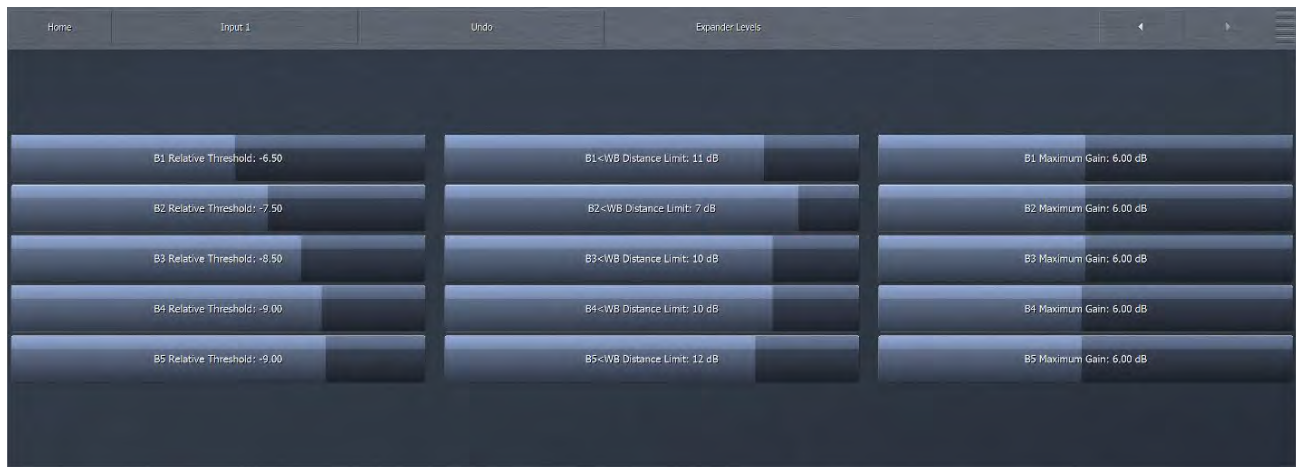 Home Input 1 Undo Expander Levels
B1 Relative Threshold: -6.50 B1<WB Distance Limit: 11 dB B1 Maximum Gain: 6.00 dB
B2 Relative Threshold: -7.50 B2<WB Distance Limit: 7 dB B2 Maximum Gain: 6.00 dB
B3 Relative Threshold: -8.50 B3<WB Distance Limit: 10 dB B3 Maximum Gain: 6.00 dB
B4 Relative Threshold: -9.00 B4<WB Distance Limit: 10 dB B4 Maximum Gain: 6.00 dB
B5 Relative Threshold: -9.00 B5<WB Distance Limit: 12 dB B5 Maximum Gain: 6.00 dB